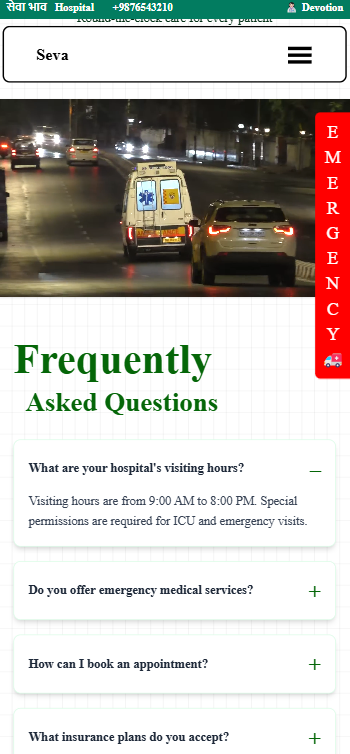 सेवा भाव Hospital +9876543210 Devotion
Round-the-clock care for every patient
Seva
EMERGENCY
Frequently
Asked Questions
What are your hospital's visiting hours?
Visiting hours are from 9:00 AM to 8:00 PM. Special
permissions are required for ICU and emergency visits.
Do you offer emergency medical services?
How can I book an appointment?
What insurance plans do you accept?